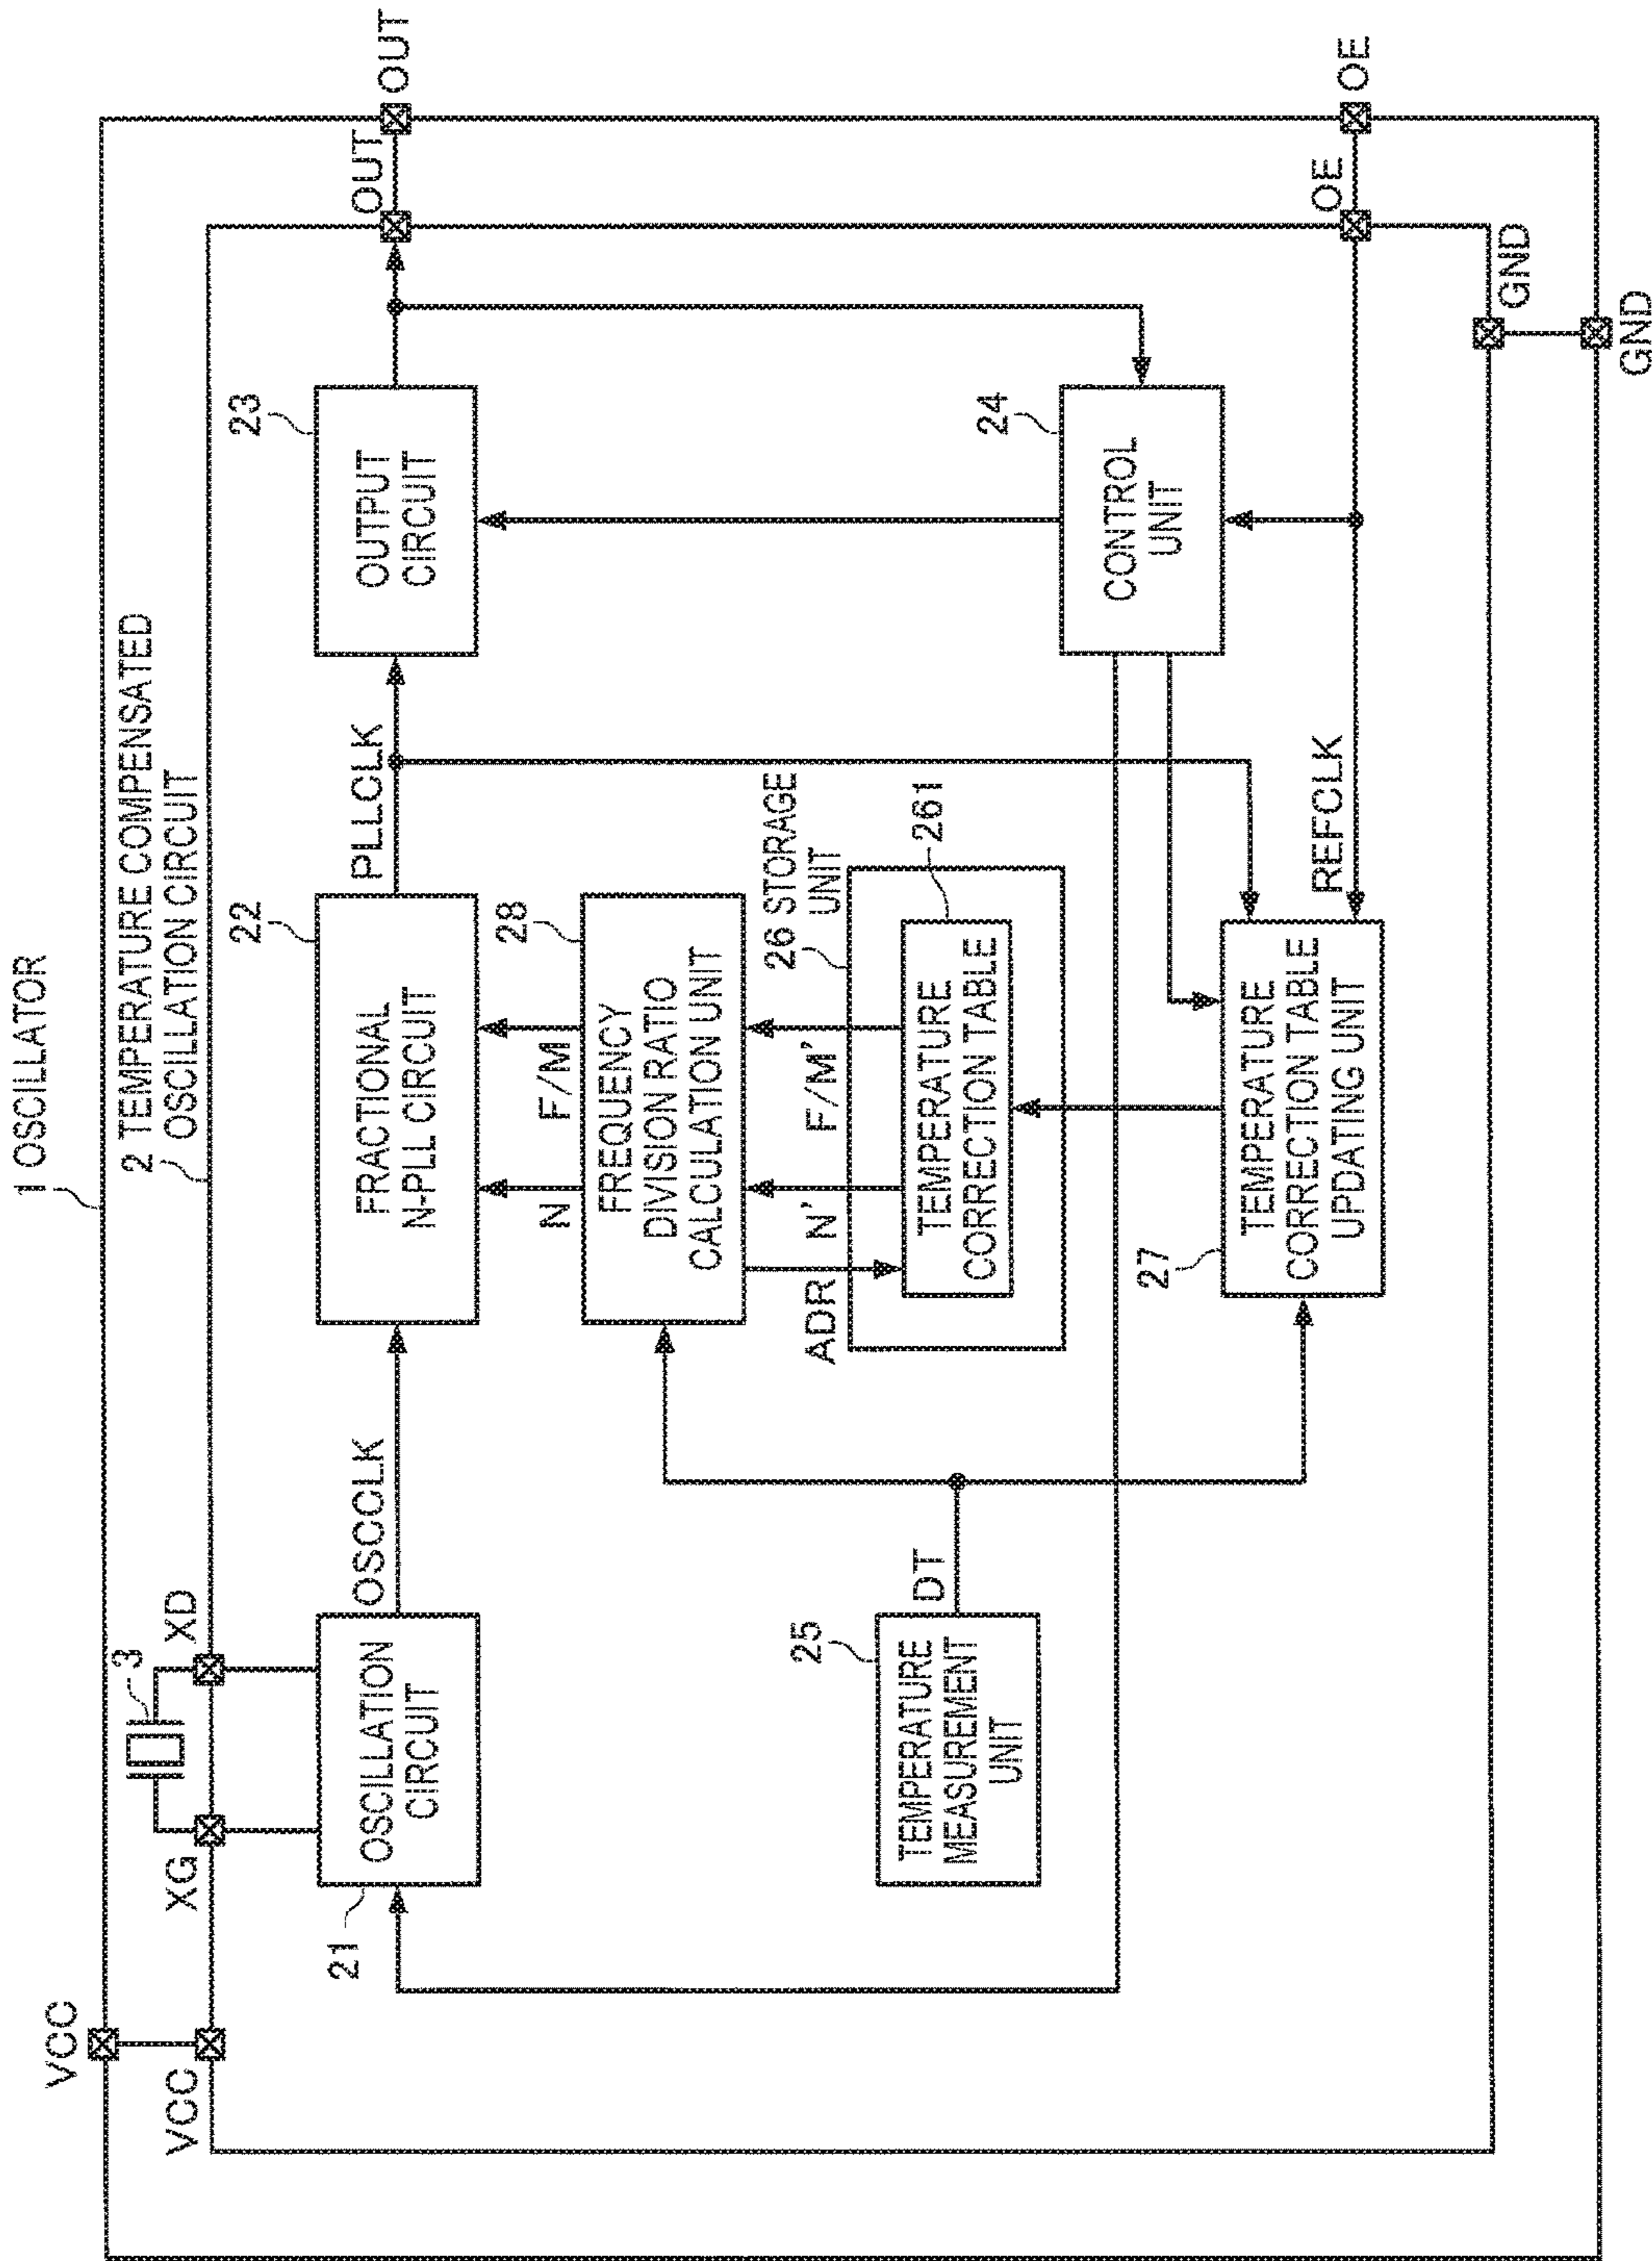 1 OSCILLATOR
2 TEMPERATURE COMPENSATED
OSCILLATION CIRCUIT
VCC
VCC
XG
3
XD
21
OSCILLATION
CIRCUIT
OSCCLK
22
FRACTIONAL
N-PLL CIRCUIT
PLLCLK
23
OUTPUT
CIRCUIT
OUT
OUT
N
F/M
28
FREQUENCY
DIVISION RATIO
CALCULATION UNIT
ADR
N'
F/M'
26 STORAGE
UNIT
261
TEMPERATURE
CORRECTION TABLE
25
TEMPERATURE
MEASUREMENT
UNIT
DT
24
CONTROL
UNIT
27
TEMPERATURE
CORRECTION TABLE
UPDATING UNIT
REFCLK
OE
OE
GND
GND